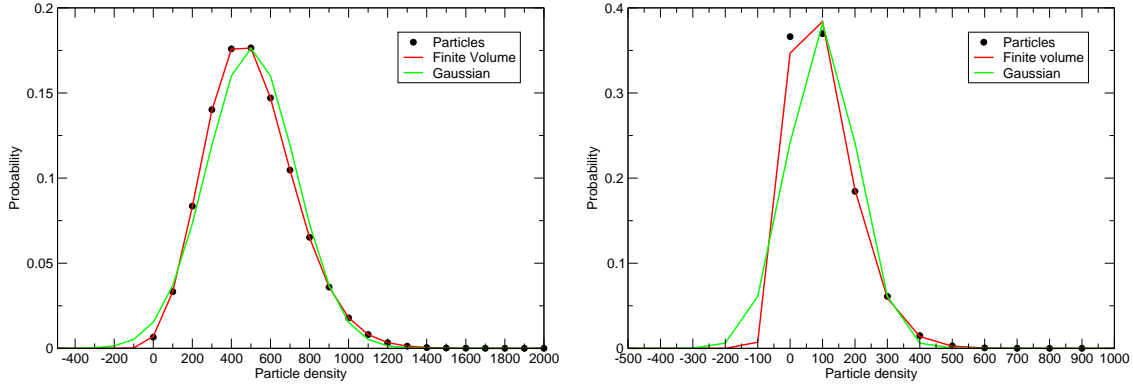 0.2
0.15
0.1
0.05
0
Probability
-400 -200 0 200 400 600 800 1000 1200 1400 1600 1800 2000
Particle density
Particles
Finite Volume
Gaussian
0.4
0.3
0.2
0.1
0
Probability
-500 -400 -300 -200 -100 0 100 200 300 400 500 600 700 800 900 1000
Particle density
Particles
Finite volume
Gaussian